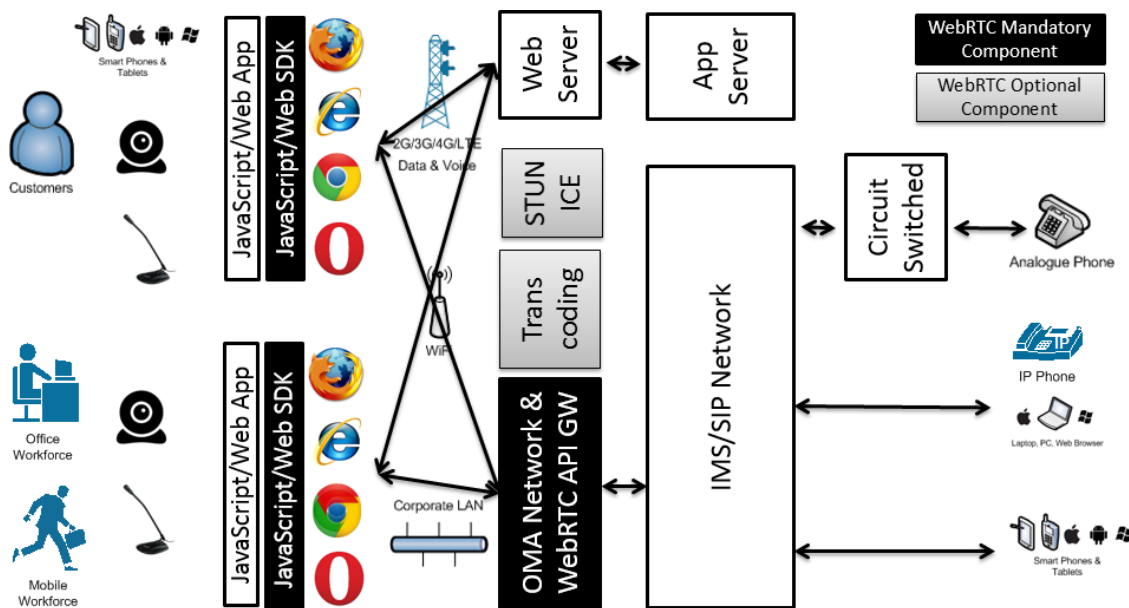 Smart Phones &
Tablets
Customers
JavaScript/Web App
JavaScript/Web SDK
2G/3G/4G/LTE
Data & Voice
Web
Server
App
Server
WebRTC Mandatory
Component
WebRTC Optional
Component
STUN
ICE
Trans
coding
WiFi
IMS/SIP Network
Circuit
Switched
Analogue Phone
Office
Workforce
Mobile
Workforce
JavaScript/Web App
JavaScript/Web SDK
Corporate LAN
OMA Network &
WebRTC API GW
IP
IP Phone
Laptop, PC, Web Browser
Smart Phones &
Tablets